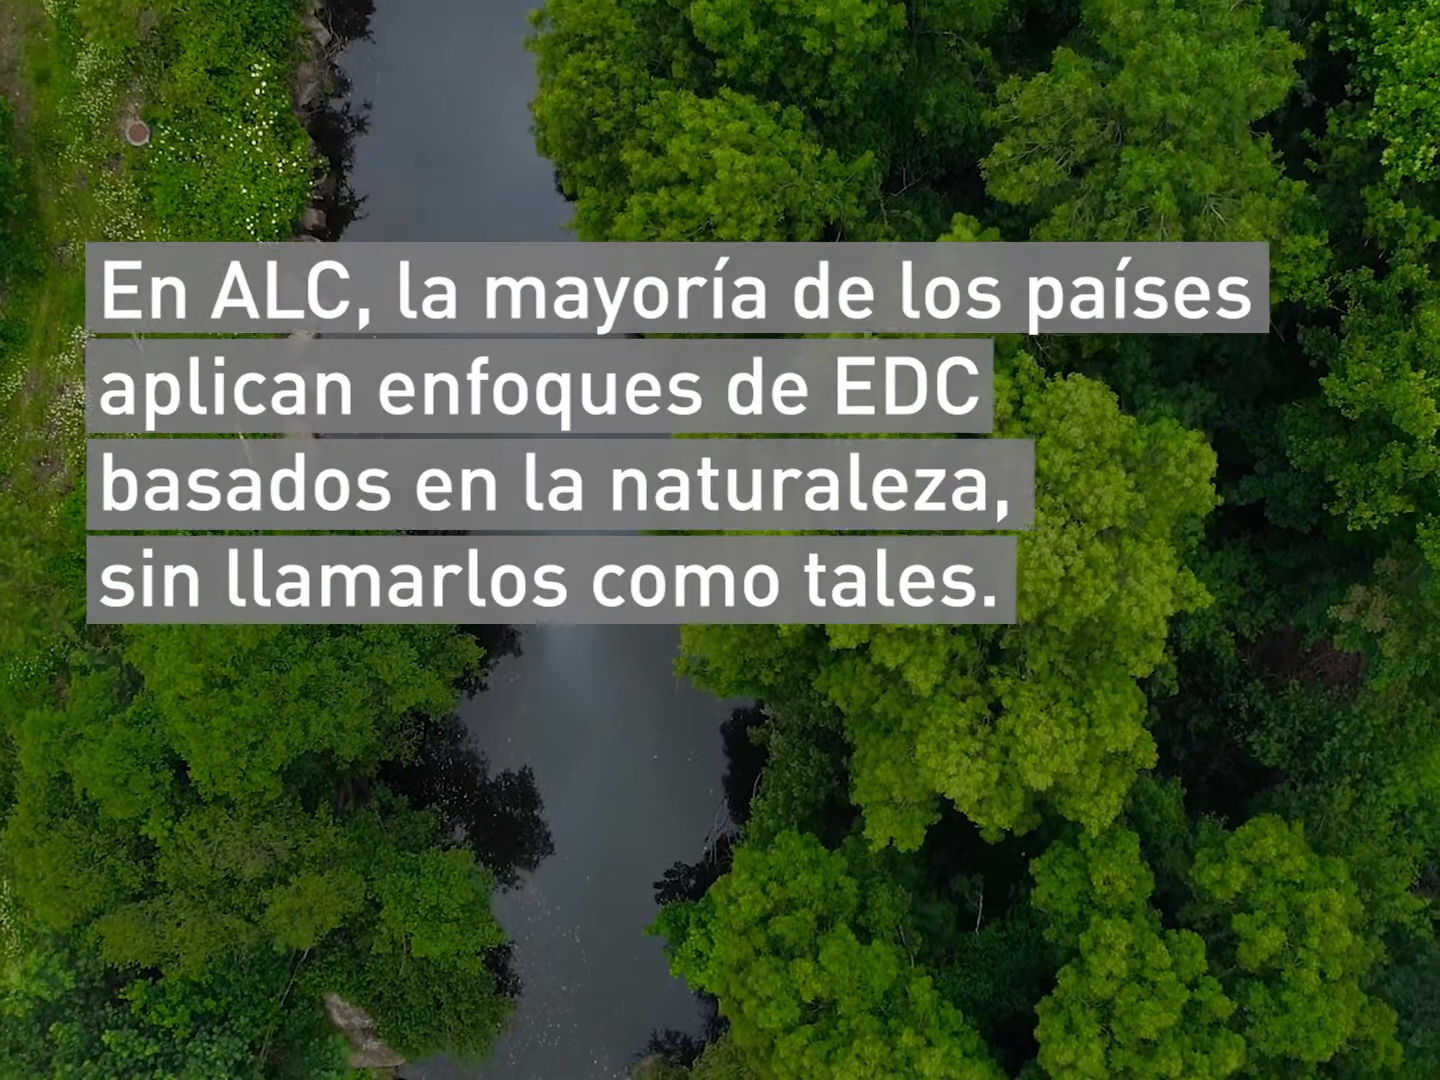 En ALC, la mayoría de los países
aplican enfoques de EDC
basados en la naturaleza,
sin llamarlos como tales.